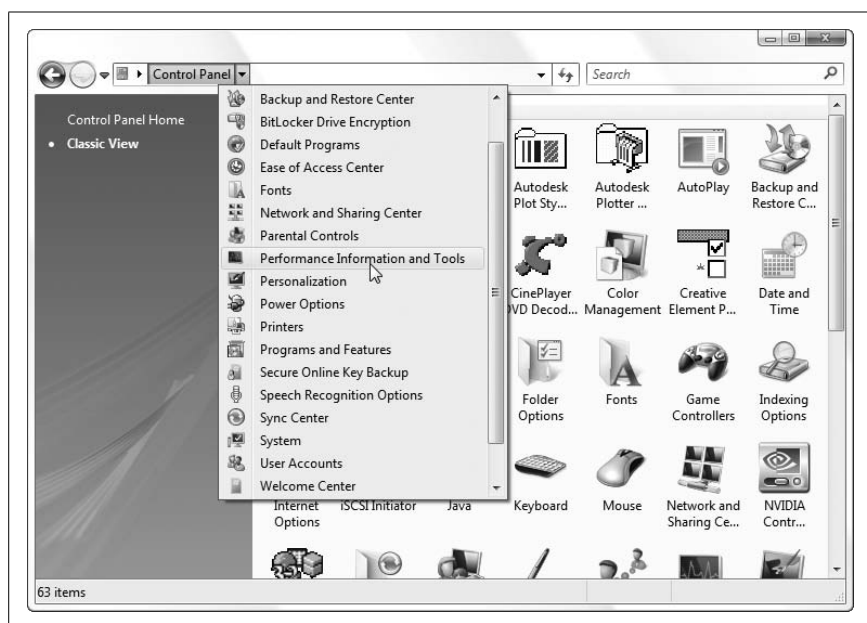 Control Panel
Search
Control Panel Home
Classic View
Backup and Restore Center
BitLocker Drive Encryption
Default Programs
Ease of Access Center
Fonts
Network and Sharing Center
Parental Controls
Performance Information and Tools
Personalization
Power Options
Printers
Programs and Features
Secure Online Key Backup
Speech Recognition Options
Sync Center
System
User Accounts
Welcome Center
Autodesk Autodesk AutoPlay Backup and
Plot Sty... Plotter ... Restore C...
CinePlayer Color Creative Date and
DVD Decod... Management Element P... Time
Folder Fonts Game Indexing
Options Controllers Options
Internet iSCSI Initiator Java Keyboard Mouse Network and NVIDIA
Options Sharing Ce... Contr...
63 items